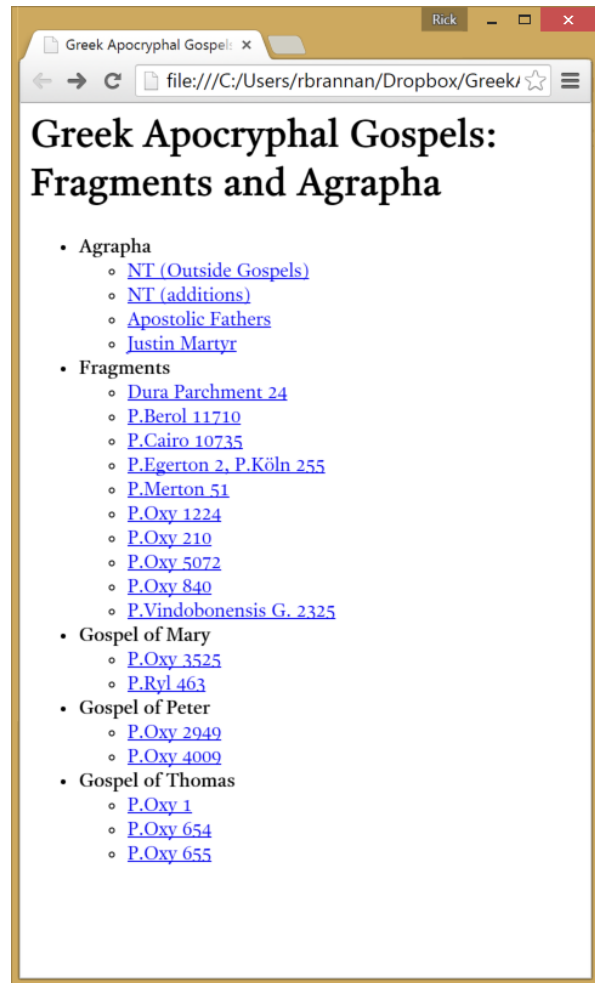 Rick
Greek Apocryphal Gospel
file:///C:/Users/rbrannan/Dropbox/Greek
Greek Apocryphal Gospels:
Fragments and Agrapha
• Agrapha
◦ NT (Outside Gospels)
◦ NT (additions)
◦ Apostolic Fathers
◦ Justin Martyr
• Fragments
◦ Dura Parchment 24
◦ P.Berol 11710
◦ P.Cairo 10735
◦ P.Egerton 2, P.Köln 255
◦ P.Merton 51
◦ P.Oxy 1224
◦ P.Oxy 210
◦ P.Oxy 5072
◦ P.Oxy 840
◦ P.Vindobonensis G. 2325
• Gospel of Mary
◦ P.Oxy 3525
◦ P.Ryl 463
• Gospel of Peter
◦ P.Oxy 2949
◦ P.Oxy 4009
• Gospel of Thomas
◦ P.Oxy 1
◦ P.Oxy 654
◦ P.Oxy 655